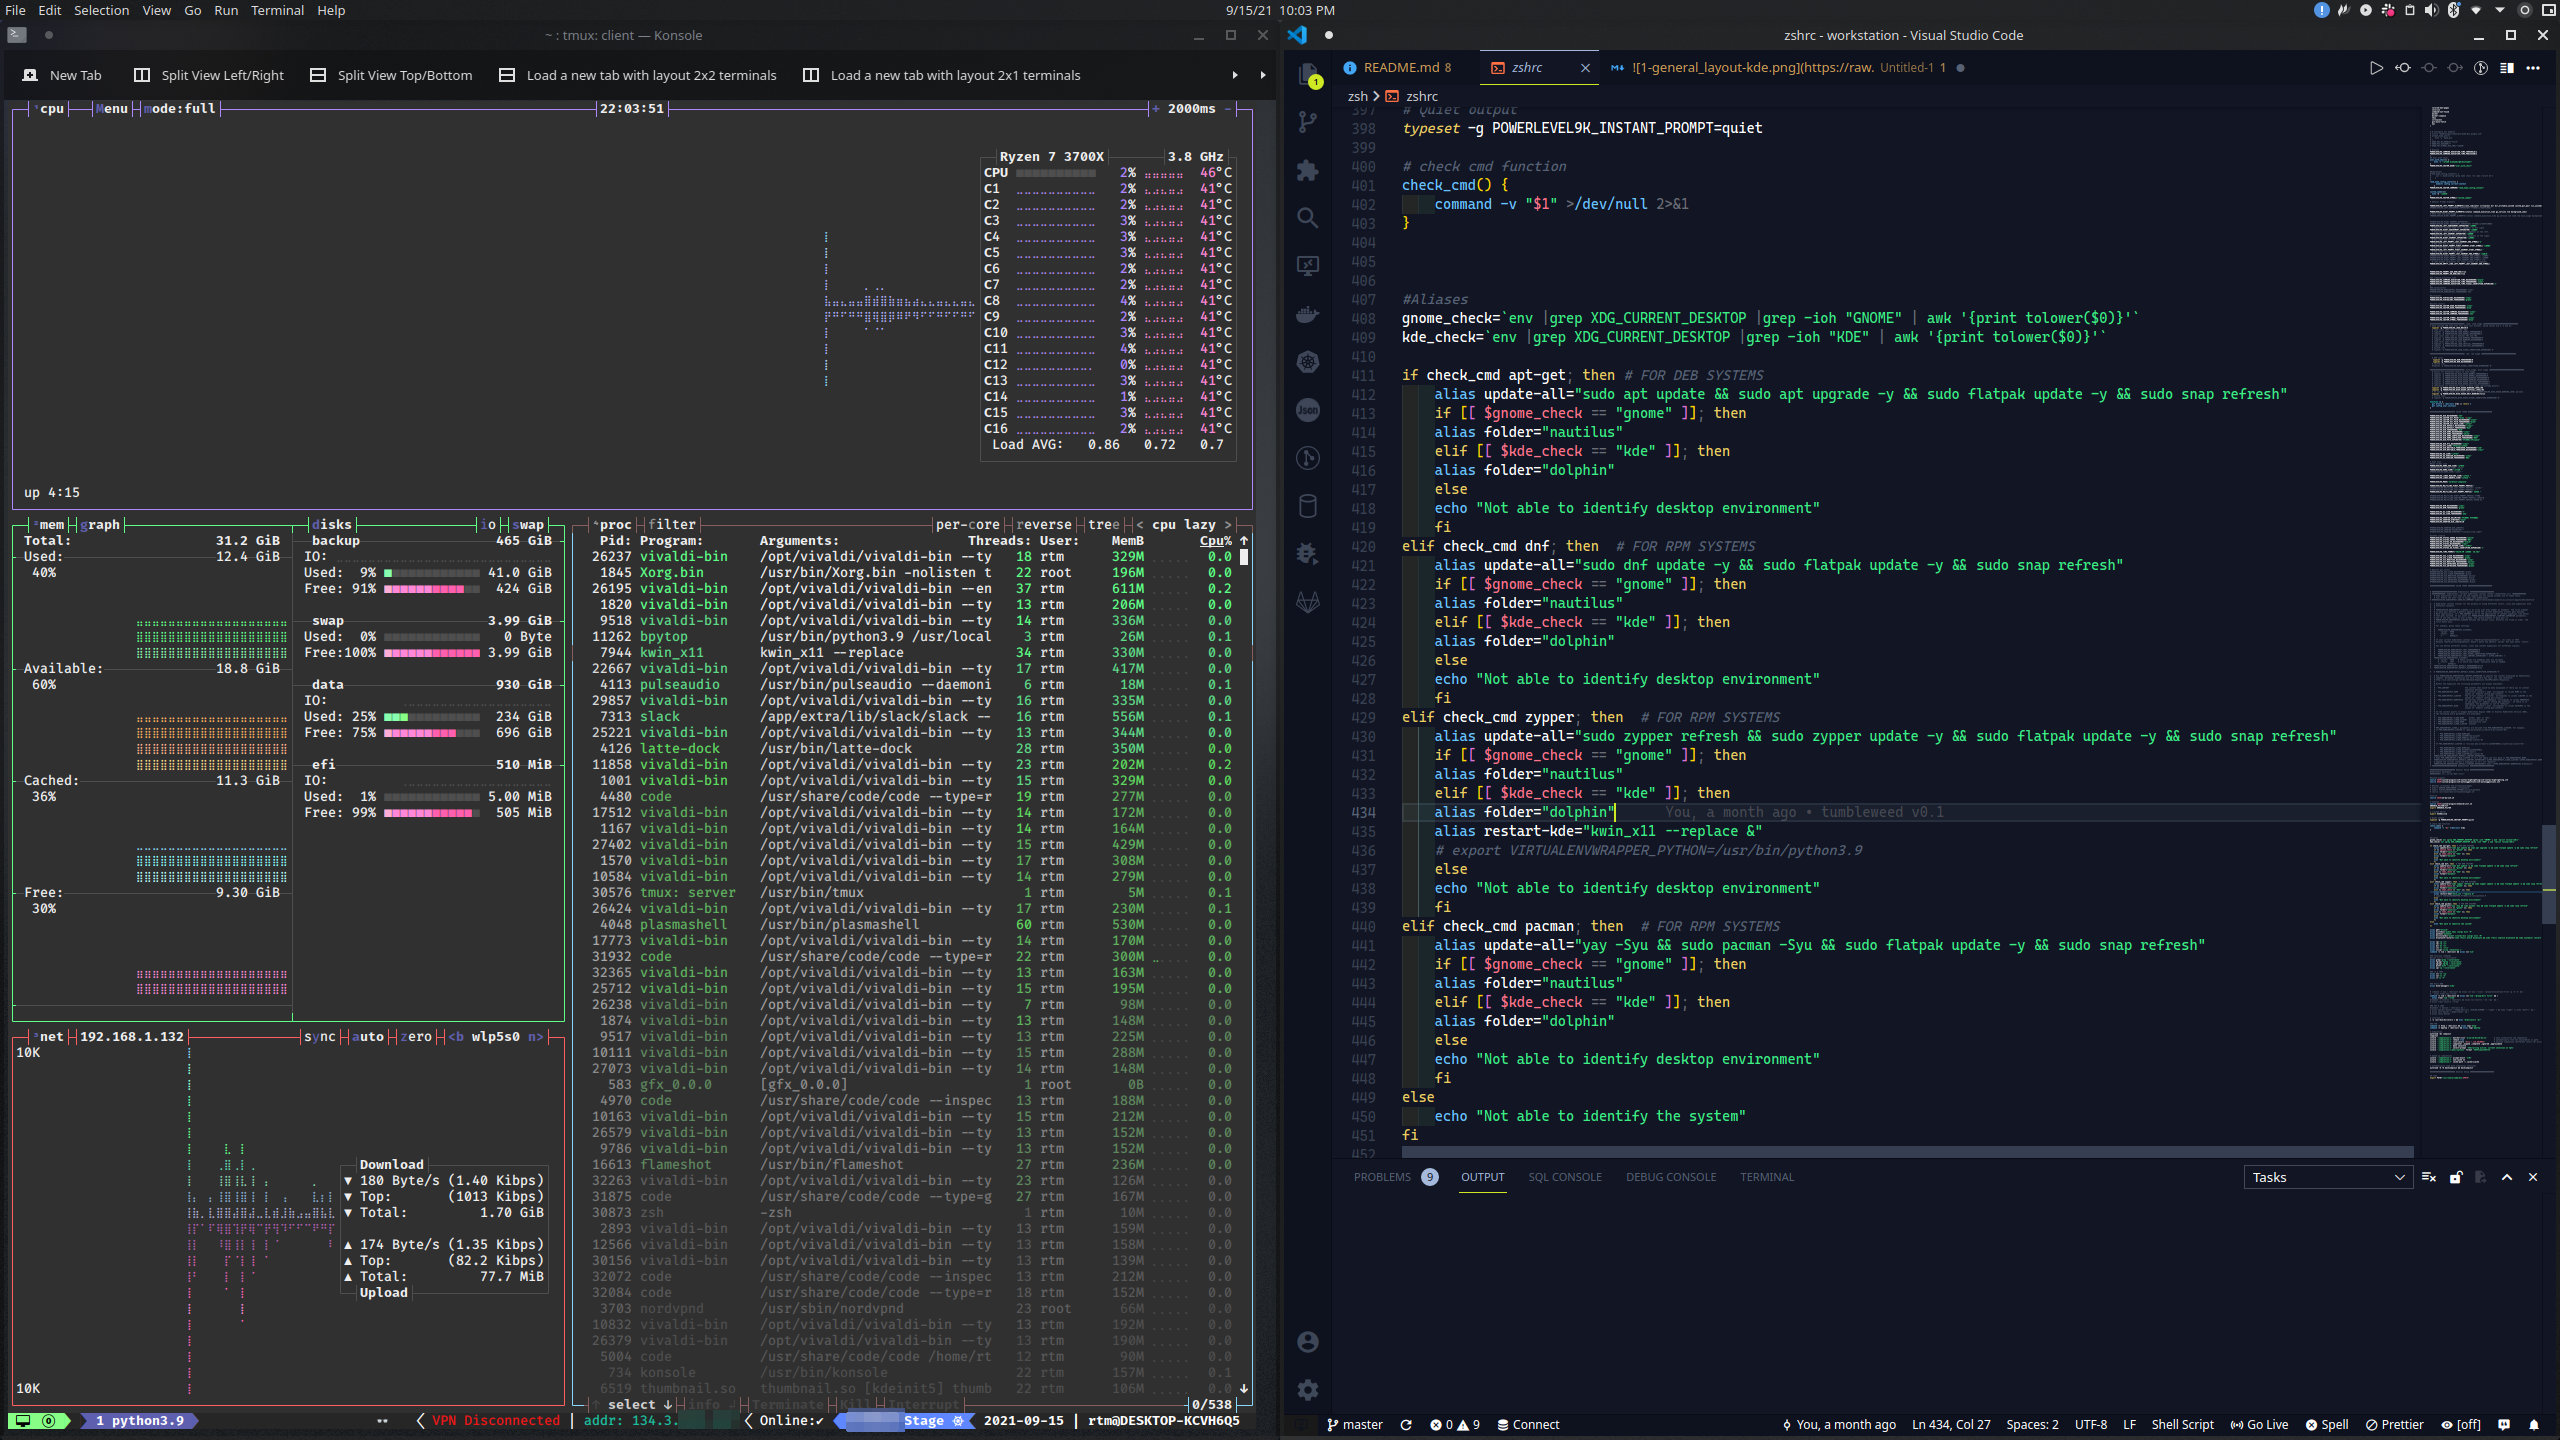 File Edit Selection View Go Run Terminal Help
9/15/21 10:03 PM
~ : tmux: client — Konsole
New Tab Split View Left/Right Split View Top/Bottom Load a new tab with layout 2x2 terminals Load a new tab with layout 2x1 terminals
¹cpu Menu mode:full 22:03:51 + 2000ms -
Ryzen 7 3700X 3.8 GHz
CPU 2% 46°C
C1 2% 41°C
C2 2% 41°C
C3 3% 41°C
C4 3% 41°C
C5 3% 41°C
C6 2% 41°C
C7 2% 41°C
C8 4% 41°C
C9 2% 41°C
C10 3% 41°C
C11 4% 41°C
C12 0% 41°C
C13 3% 41°C
C14 1% 41°C
C15 3% 41°C
C16 2% 41°C
Load AVG: 0.86 0.72 0.7
up 4:15
²mem graph disks io swap
Total: 31.2 GiB
Used: 12.4 GiB
40%
Available: 18.8 GiB
60%
Cached: 11.3 GiB
36%
Free: 9.30 GiB
30%
backup 465 GiB
IO:
Used: 9% 41.0 GiB
Free: 91% 424 GiB
swap 3.99 GiB
Used: 0% 0 Byte
Free:100% 3.99 GiB
data 930 GiB
IO:
Used: 25% 234 GiB
Free: 75% 696 GiB
efi 510 MiB
IO:
Used: 1% 5.00 MiB
Free: 99% 505 MiB
³net 192.168.1.132 sync auto zero <b wlp5s0 n>
10K
Download
▼ 180 Byte/s (1.40 Kibps)
▼ Top: (1013 Kibps)
▼ Total: 1.70 GiB
▲ 174 Byte/s (1.35 Kibps)
▲ Top: (82.2 Kibps)
▲ Total: 77.7 MiB
Upload
10K
⁴proc filter per-core reverse tree < cpu lazy >
Pid: Program: Arguments: Threads: User: MemB Cpu% ↑
26237 vivaldi-bin /opt/vivaldi/vivaldi-bin --ty 18 rtm 329M 0.0
1845 Xorg.bin /usr/bin/Xorg.bin -nolisten t 22 root 196M 0.0
26195 vivaldi-bin /opt/vivaldi/vivaldi-bin --en 37 rtm 611M 0.2
1820 vivaldi-bin /opt/vivaldi/vivaldi-bin --ty 13 rtm 206M 0.0
9518 vivaldi-bin /opt/vivaldi/vivaldi-bin --ty 14 rtm 336M 0.0
11262 bpytop /usr/bin/python3.9 /usr/local 3 rtm 26M 0.1
7944 kwin_x11 kwin_x11 --replace 34 rtm 330M 0.0
22667 vivaldi-bin /opt/vivaldi/vivaldi-bin --ty 17 rtm 417M 0.0
4113 pulseaudio /usr/bin/pulseaudio --daemoni 6 rtm 18M 0.1
29857 vivaldi-bin /opt/vivaldi/vivaldi-bin --ty 16 rtm 335M 0.0
7313 slack /app/extra/lib/slack/slack -- 16 rtm 556M 0.1
25221 vivaldi-bin /opt/vivaldi/vivaldi-bin --ty 13 rtm 344M 0.0
4126 latte-dock /usr/bin/latte-dock 28 rtm 350M 0.0
11858 vivaldi-bin /opt/vivaldi/vivaldi-bin --ty 23 rtm 202M 0.2
1001 vivaldi-bin /opt/vivaldi/vivaldi-bin --ty 15 rtm 329M 0.0
4480 code /usr/share/code/code --type=r 19 rtm 277M 0.0
17512 vivaldi-bin /opt/vivaldi/vivaldi-bin --ty 14 rtm 172M 0.0
1167 vivaldi-bin /opt/vivaldi/vivaldi-bin --ty 14 rtm 164M 0.0
27402 vivaldi-bin /opt/vivaldi/vivaldi-bin --ty 15 rtm 429M 0.0
1570 vivaldi-bin /opt/vivaldi/vivaldi-bin --ty 17 rtm 308M 0.0
10584 vivaldi-bin /opt/vivaldi/vivaldi-bin --ty 14 rtm 279M 0.0
30576 tmux: server /usr/bin/tmux 1 rtm 5M 0.1
26424 vivaldi-bin /opt/vivaldi/vivaldi-bin --ty 17 rtm 230M 0.1
4048 plasmashell /usr/bin/plasmashell 60 rtm 530M 0.0
17773 vivaldi-bin /opt/vivaldi/vivaldi-bin --ty 14 rtm 170M 0.0
31932 code /usr/share/code/code --type=r 22 rtm 300M 0.0
32365 vivaldi-bin /opt/vivaldi/vivaldi-bin --ty 13 rtm 163M 0.0
25712 vivaldi-bin /opt/vivaldi/vivaldi-bin --ty 15 rtm 195M 0.0
26238 vivaldi-bin /opt/vivaldi/vivaldi-bin --ty 7 rtm 98M 0.0
1874 vivaldi-bin /opt/vivaldi/vivaldi-bin --ty 13 rtm 148M 0.0
9517 vivaldi-bin /opt/vivaldi/vivaldi-bin --ty 13 rtm 225M 0.0
10111 vivaldi-bin /opt/vivaldi/vivaldi-bin --ty 15 rtm 288M 0.0
27073 vivaldi-bin /opt/vivaldi/vivaldi-bin --ty 14 rtm 148M 0.0
583 gfx_0.0.0 [gfx_0.0.0] 1 root 0B 0.0
4970 code /usr/share/code/code --inspec 13 rtm 188M 0.0
10163 vivaldi-bin /opt/vivaldi/vivaldi-bin --ty 15 rtm 212M 0.0
26579 vivaldi-bin /opt/vivaldi/vivaldi-bin --ty 13 rtm 152M 0.0
9786 vivaldi-bin /opt/vivaldi/vivaldi-bin --ty 13 rtm 152M 0.0
16613 flameshot /usr/bin/flameshot 27 rtm 236M 0.0
32263 vivaldi-bin /opt/vivaldi/vivaldi-bin --ty 23 rtm 126M 0.0
31875 code /usr/share/code/code --type=g 27 rtm 167M 0.0
30873 zsh -zsh 1 rtm 10M 0.0
2893 vivaldi-bin /opt/vivaldi/vivaldi-bin --ty 13 rtm 159M 0.0
12566 vivaldi-bin /opt/vivaldi/vivaldi-bin --ty 13 rtm 158M 0.0
30156 vivaldi-bin /opt/vivaldi/vivaldi-bin --ty 13 rtm 139M 0.0
32072 code /usr/share/code/code --inspec 13 rtm 212M 0.0
32084 code /usr/share/code/code --type=r 18 rtm 152M 0.0
3703 nordvpnd /usr/sbin/nordvpnd 23 root 66M 0.0
10832 vivaldi-bin /opt/vivaldi/vivaldi-bin --ty 13 rtm 192M 0.0
26379 vivaldi-bin /opt/vivaldi/vivaldi-bin --ty 13 rtm 190M 0.0
5004 code /usr/share/code/code /home/rt 12 rtm 90M 0.0
734 konsole /usr/bin/konsole 22 rtm 157M 0.1
6519 thumbnail.so thumbnail.so [kdeinit5] thumb 22 rtm 106M 0.0 ↓
↑ select ↓ info Terminate Kill Interrupt 0/538
0 1 python3.9 VPN Disconnected | addr: 134.3. Online:✔ Stage 2021-09-15 | rtm@DESKTOP-KCVH6Q5
zshrc - workstation - Visual Studio Code
1
README.md 8 zshrc ![1-general_layout-kde.png](https://raw. Untitled-1 1
zsh > zshrc
397 # Quiet output
398 typeset -g POWERLEVEL9K_INSTANT_PROMPT=quiet
399
400 # check cmd function
401 check_cmd() {
402 command -v "$1" >/dev/null 2>&1
403 }
404
405
406
407 #Aliases
408 gnome_check=`env |grep XDG_CURRENT_DESKTOP |grep -ioh "GNOME" | awk '{print tolower($0)}'`
409 kde_check=`env |grep XDG_CURRENT_DESKTOP |grep -ioh "KDE" | awk '{print tolower($0)}'`
410
411 if check_cmd apt-get; then # FOR DEB SYSTEMS
412 alias update-all="sudo apt update && sudo apt upgrade -y && sudo flatpak update -y && sudo snap refresh"
413 if [[ $gnome_check == "gnome" ]]; then
414 alias folder="nautilus"
415 elif [[ $kde_check == "kde" ]]; then
416 alias folder="dolphin"
417 else
418 echo "Not able to identify desktop environment"
419 fi
420 elif check_cmd dnf; then # FOR RPM SYSTEMS
421 alias update-all="sudo dnf update -y && sudo flatpak update -y && sudo snap refresh"
422 if [[ $gnome_check == "gnome" ]]; then
423 alias folder="nautilus"
424 elif [[ $kde_check == "kde" ]]; then
425 alias folder="dolphin"
426 else
427 echo "Not able to identify desktop environment"
428 fi
429 elif check_cmd zypper; then # FOR RPM SYSTEMS
430 alias update-all="sudo zypper refresh && sudo zypper update -y && sudo flatpak update -y && sudo snap refresh"
431 if [[ $gnome_check == "gnome" ]]; then
432 alias folder="nautilus"
433 elif [[ $kde_check == "kde" ]]; then
434 alias folder="dolphin" You, a month ago • tumbleweed v0.1
435 alias restart-kde="kwin_x11 --replace &"
436 # export VIRTUALENVWRAPPER_PYTHON=/usr/bin/python3.9
437 else
438 echo "Not able to identify desktop environment"
439 fi
440 elif check_cmd pacman; then # FOR RPM SYSTEMS
441 alias update-all="yay -Syu && sudo pacman -Syu && sudo flatpak update -y && sudo snap refresh"
442 if [[ $gnome_check == "gnome" ]]; then
443 alias folder="nautilus"
444 elif [[ $kde_check == "kde" ]]; then
445 alias folder="dolphin"
446 else
447 echo "Not able to identify desktop environment"
448 fi
449 else
450 echo "Not able to identify the system"
451 fi
452
PROBLEMS 9 OUTPUT SQL CONSOLE DEBUG CONSOLE TERMINAL Tasks
master 0 9 Connect You, a month ago Ln 434, Col 27 Spaces: 2 UTF-8 LF Shell Script Go Live Spell Prettier [off]